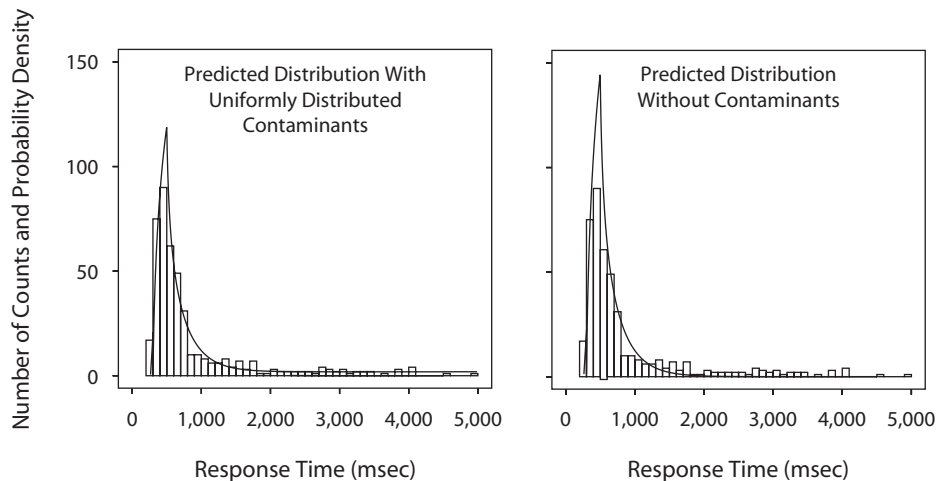 Number of Counts and Probability Density
150
100
50
0
Predicted Distribution With
Uniformly Distributed
Contaminants
0
1,000
2,000
3,000
4,000
5,000
Response Time (msec)
Predicted Distribution
Without Contaminants
0
1,000
2,000
3,000
4,000
5,000
Response Time (msec)